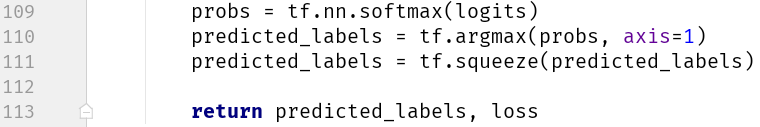 109 probs = tf.nn.softmax(logits)
110 predicted_labels = tf.argmax(probs, axis=1)
111 predicted_labels = tf.squeeze(predicted_labels)
112
113 return predicted_labels, loss